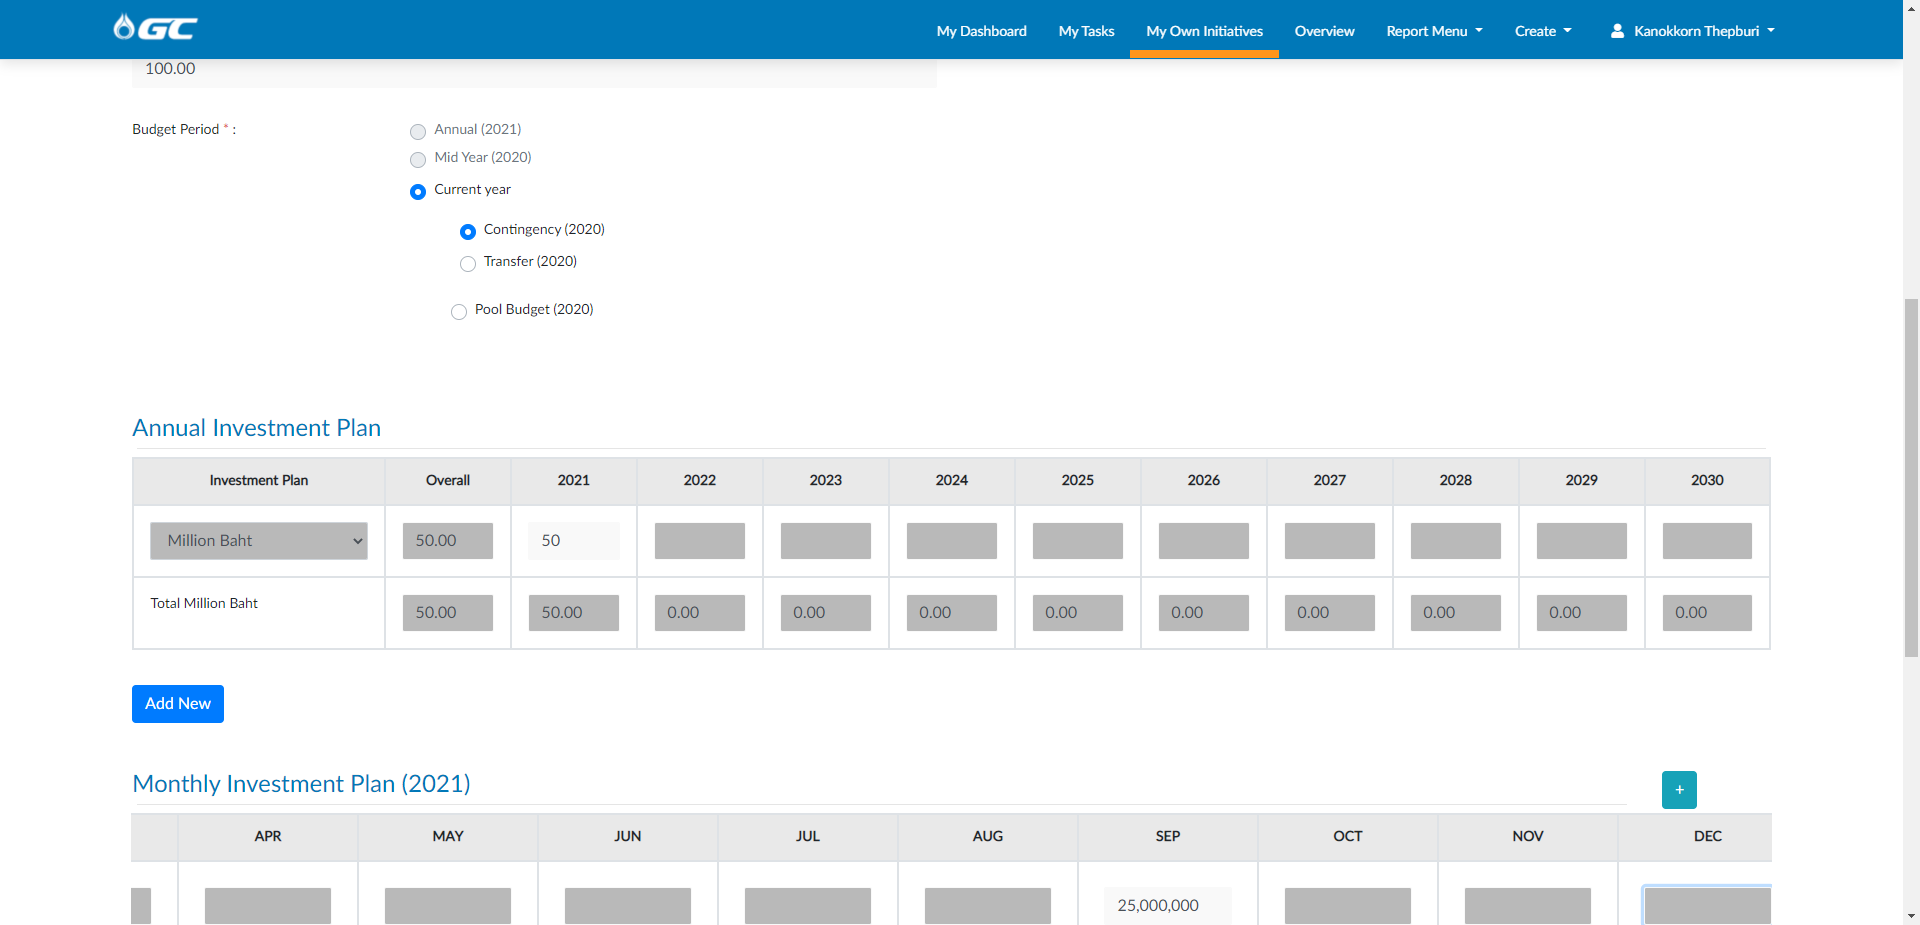 GC
My Dashboard My Tasks My Own Initiatives Overview Report Menu Create Kanokkorn Thepburi
100.00
Budget Period * :
Annual (2021)
Mid Year (2020)
Current year
Contingency (2020)
Transfer (2020)
Pool Budget (2020)
Annual Investment Plan
Investment Plan Overall 2021 2022 2023 2024 2025 2026 2027 2028 2029 2030
Million Baht 50.00 50
Total Million Baht 50.00 50.00 0.00 0.00 0.00 0.00 0.00 0.00 0.00 0.00 0.00
Add New
Monthly Investment Plan (2021) +
APR MAY JUN JUL AUG SEP OCT NOV DEC
25,000,000